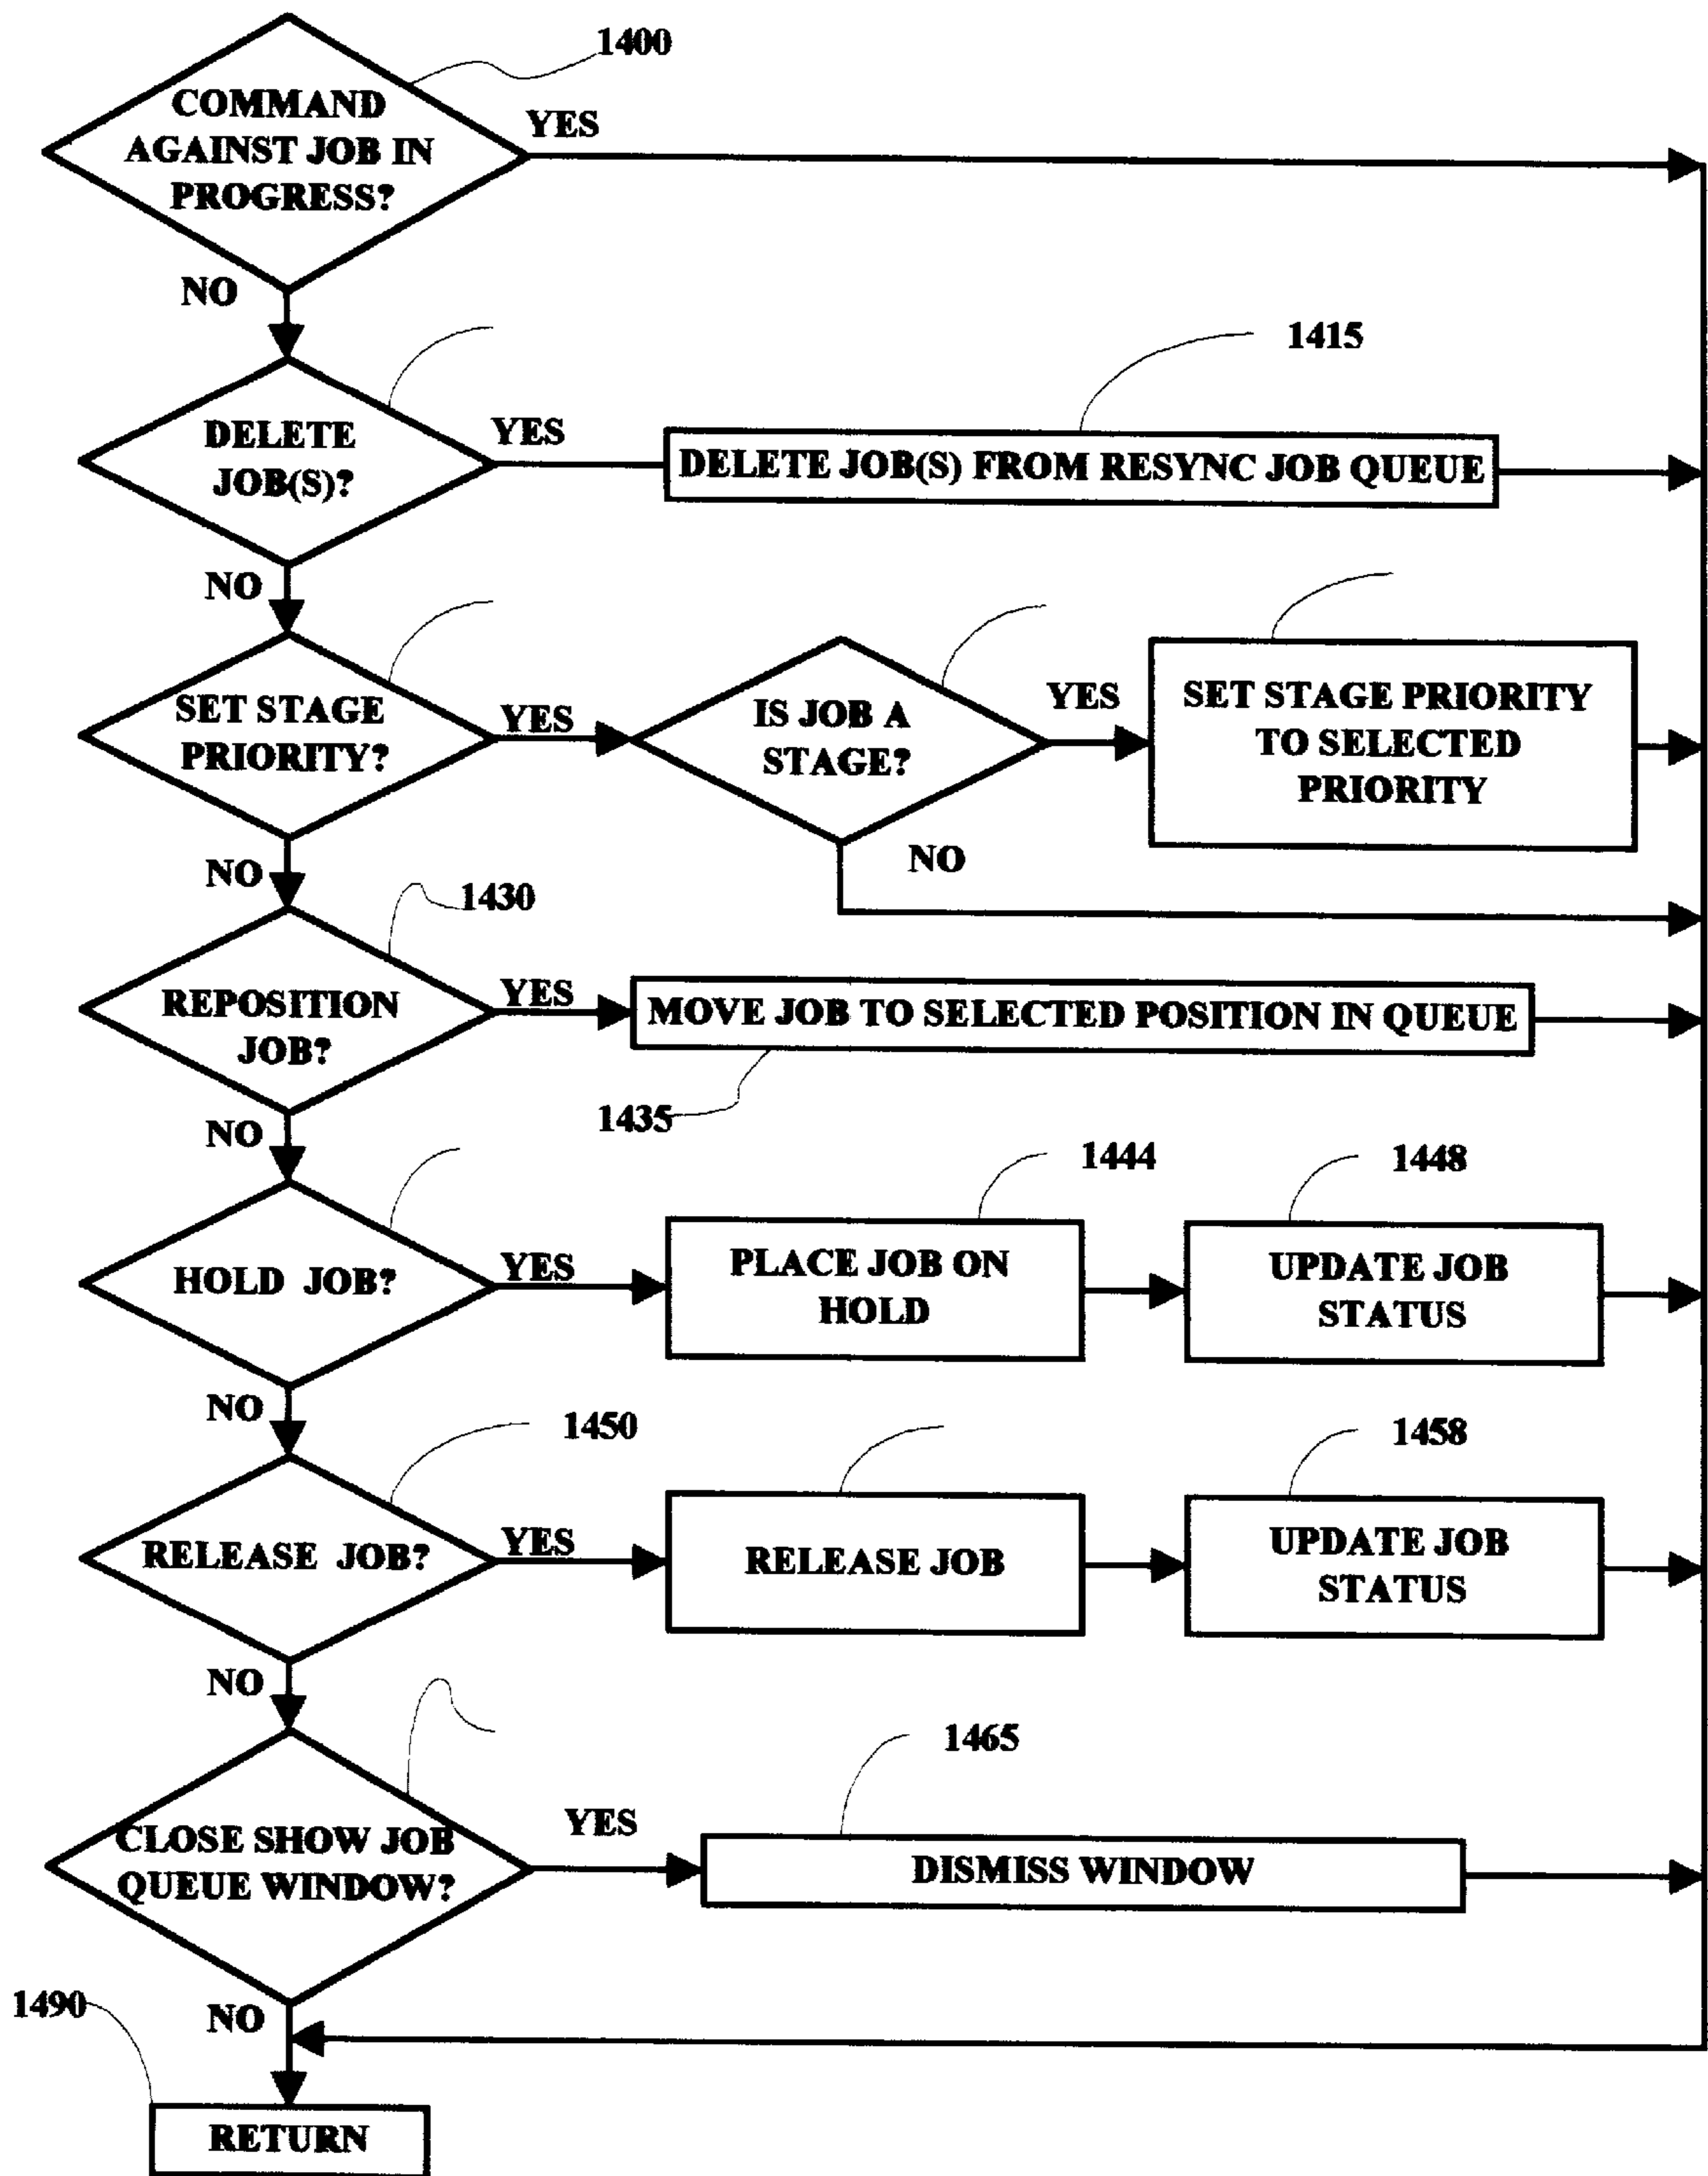 1400
COMMAND
AGAINST JOB IN
PROGRESS?
YES
NO
1415
DELETE
JOB(S)?
YES
DELETE JOB(S) FROM RESYNC JOB QUEUE
NO
SET STAGE
PRIORITY?
YES
IS JOB A
STAGE?
YES
SET STAGE PRIORITY
TO SELECTED
PRIORITY
NO
NO
1430
REPOSITION
JOB?
YES
MOVE JOB TO SELECTED POSITION IN QUEUE
1435
NO
1444
1448
HOLD JOB?
YES
PLACE JOB ON
HOLD
UPDATE JOB
STATUS
NO
1450
1458
RELEASE JOB?
YES
RELEASE JOB
UPDATE JOB
STATUS
NO
1465
CLOSE SHOW JOB
QUEUE WINDOW?
YES
DISMISS WINDOW
1490
NO
RETURN